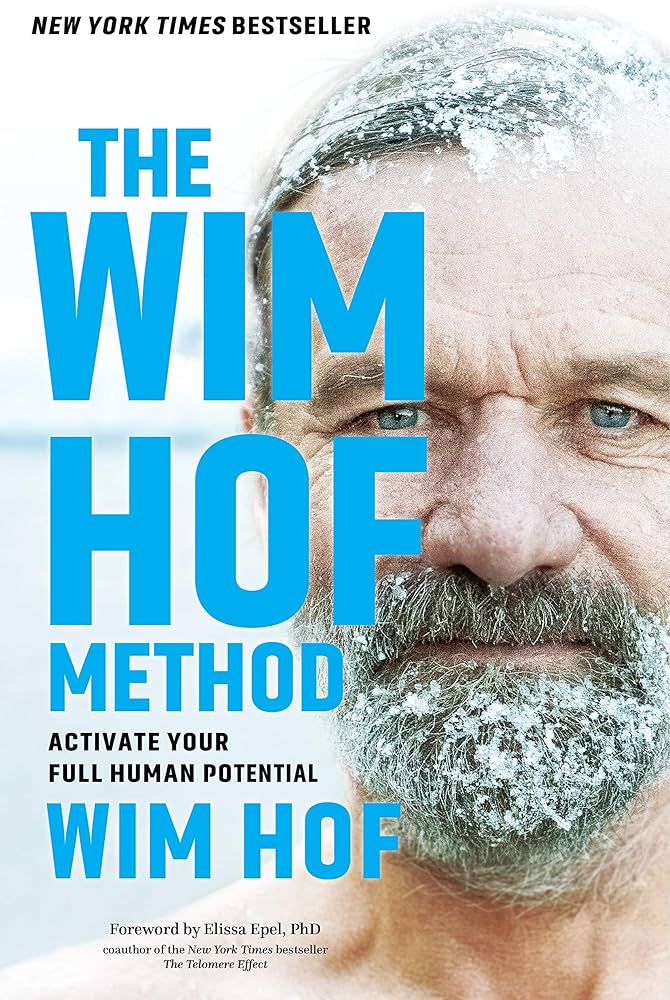 NEW YORK TIMES BESTSELLER
THE
WIM
HOF
METHOD
ACTIVATE YOUR
FULL HUMAN POTENTIAL
WIM HOF
Foreword by Elissa Epel, PhD
coauthor of the New York Times bestseller
The Telomere Effect